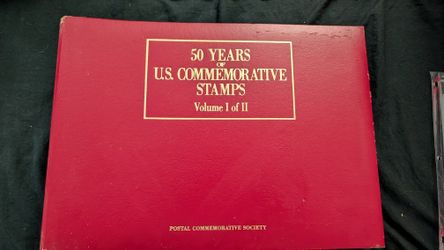 50 YEARS
OF
U.S. COMMEMORATIVE
STAMPS
Volume I of II
POSTAL COMMEMORATIVE SOCIETY